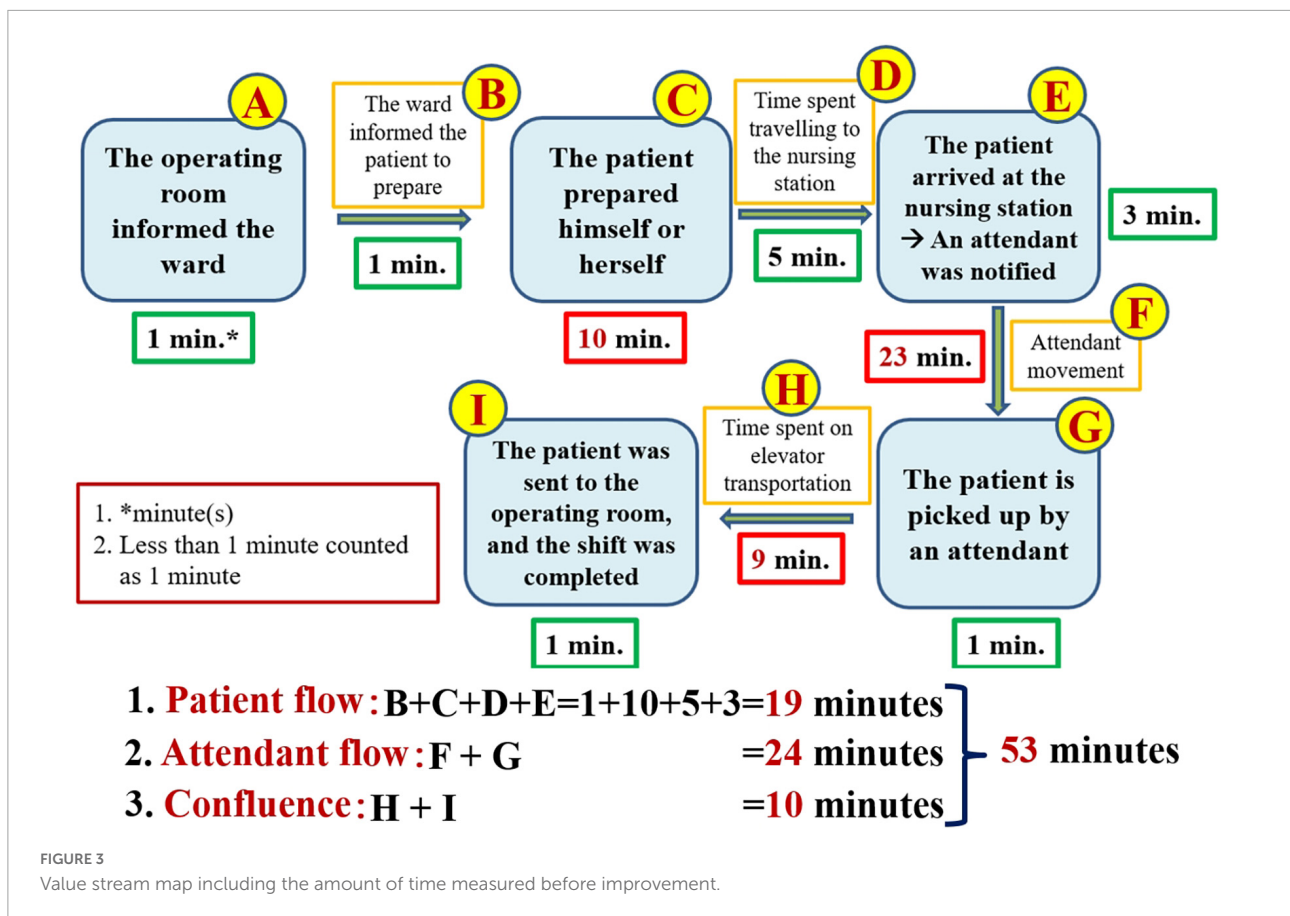 A
The operating
room
informed the
ward
1 min.*
B
The ward
informed the
patient to
prepare
1 min.
C
The patient
prepared
himself or
herself
10 min.
D
Time spent
travelling to
the nursing
station
5 min.
E
The patient
arrived at the
nursing station
→ An attendant
was notified
3 min.
F
Attendant
movement
23 min.
G
The patient is
picked up by
an attendant
1 min.
H
Time spent on
elevator
transportation
9 min.
I
The patient was
sent to the
operating room,
and the shift was
completed
1 min.
1. *minute(s)
2. Less than 1 minute counted
as 1 minute
1. Patient flow: B+C+D+E=1+10+5+3=19 minutes
2. Attendant flow: F + G =24 minutes
3. Confluence: H + I =10 minutes
53 minutes
FIGURE 3
Value stream map including the amount of time measured before improvement.